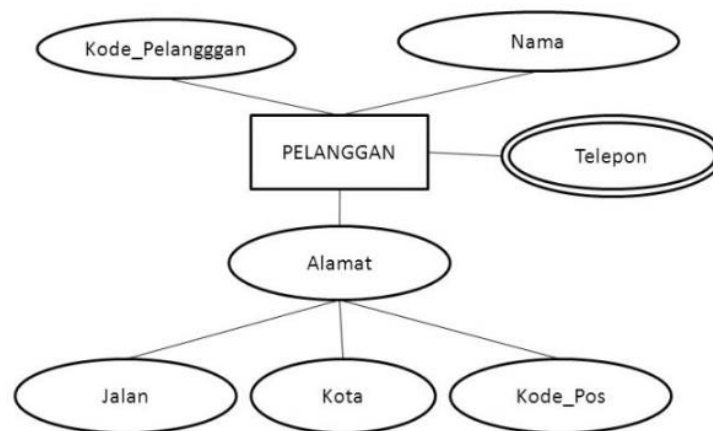 Kode_Pelangggan
Nama
PELANGGAN
Telepon
Alamat
Jalan
Kota
Kode_Pos